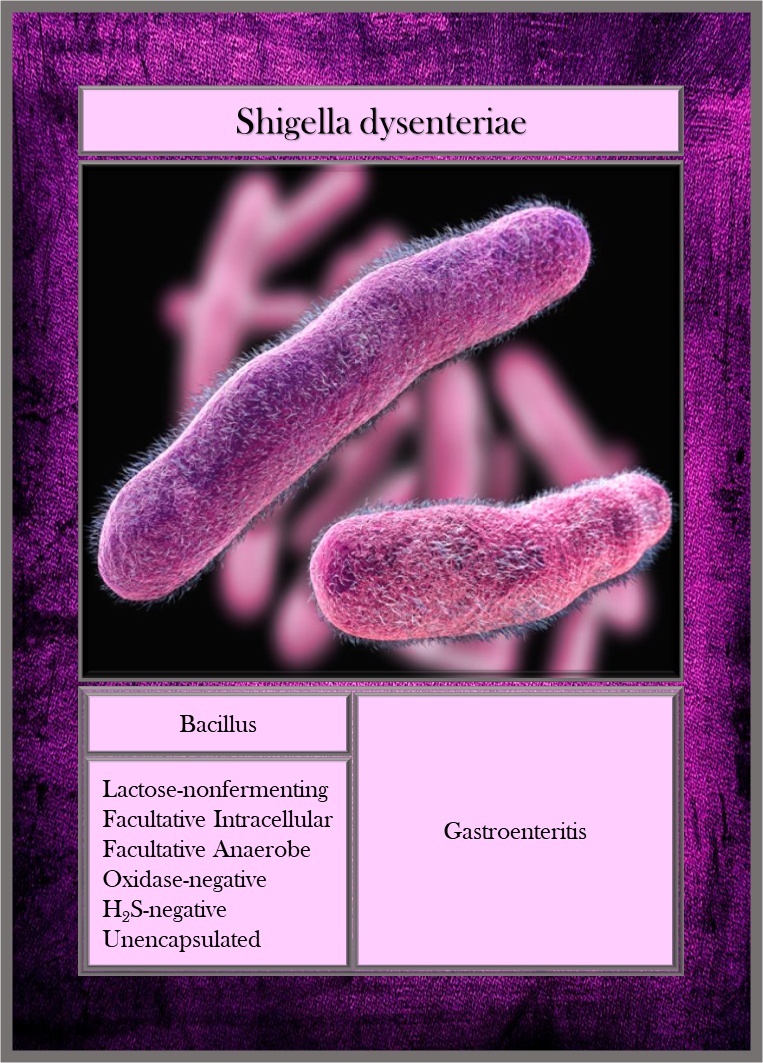 Shigella dysenteriae
Bacillus
Lactose-nonfermenting
Facultative Intracellular
Facultative Anaerobe
Oxidase-negative
H₂S-negative
Unencapsulated
Gastroenteritis